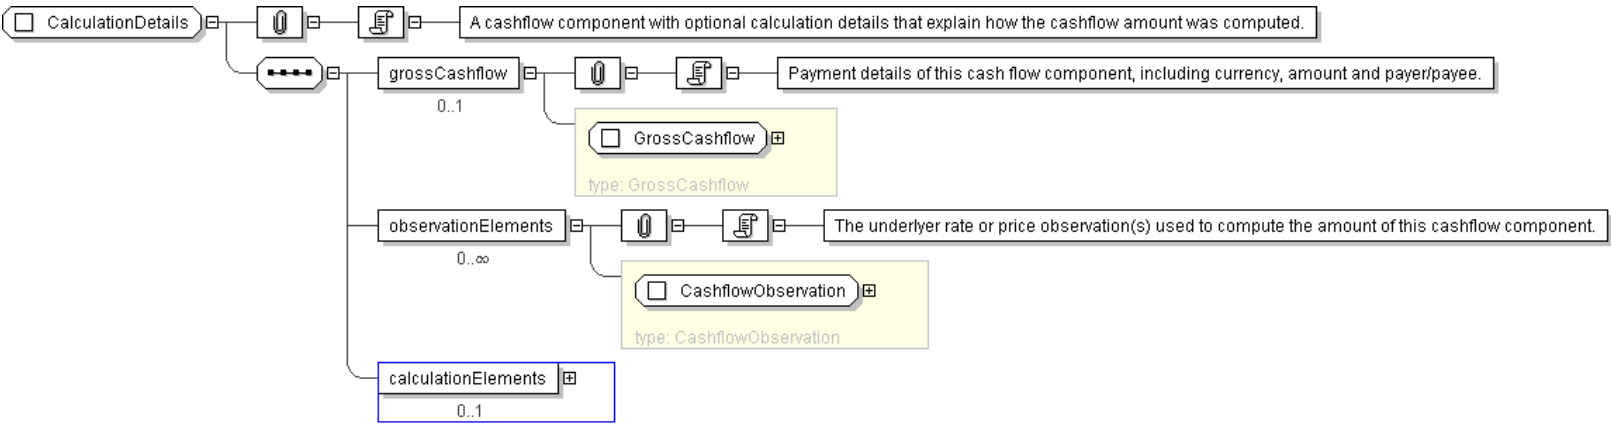 CalculationDetails
A cashflow component with optional calculation details that explain how the cashflow amount was computed.
grossCashflow
Payment details of this cash flow component, including currency, amount and payer/payee.
0..1
GrossCashflow
type: GrossCashflow
observationElements
The underlyer rate or price observation(s) used to compute the amount of this cashflow component.
0..∞
CashflowObservation
type: CashflowObservation
calculationElements
0..1